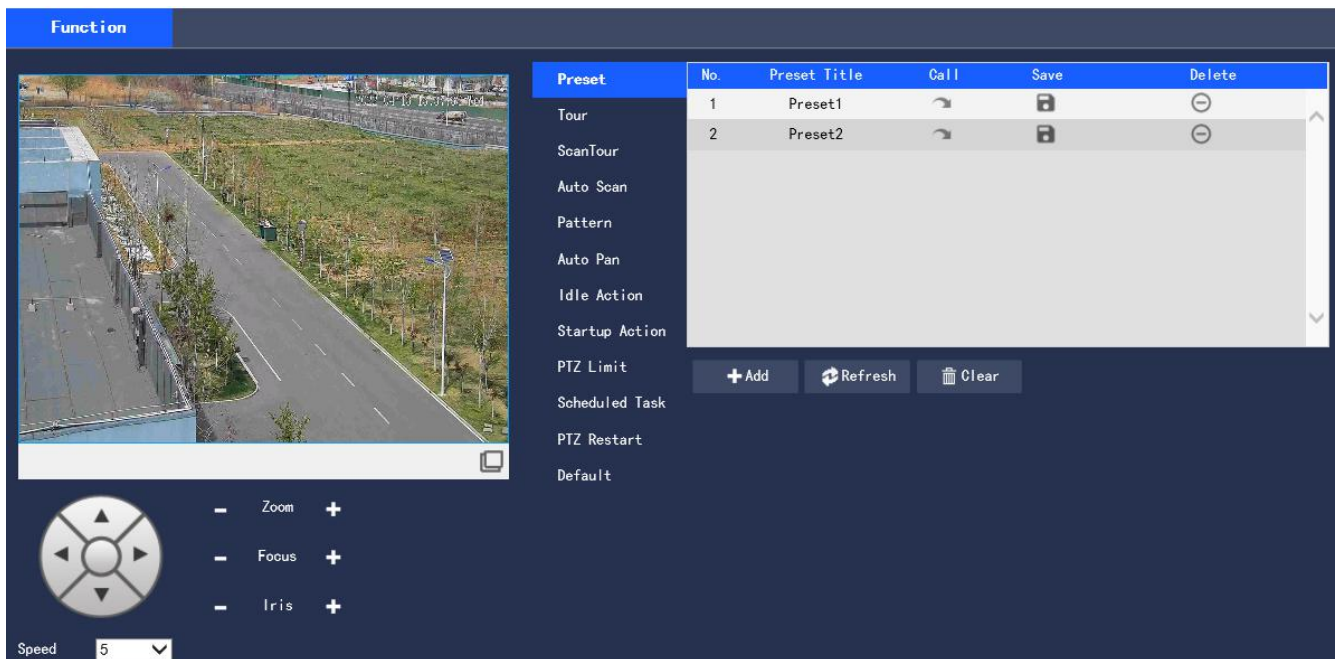 Function
Preset
Tour
ScanTour
Auto Scan
Pattern
Auto Pan
Idle Action
Startup Action
PTZ Limit
Scheduled Task
PTZ Restart
Default
No. Preset Title Call Save Delete
1 Preset1
2 Preset2
Add Refresh Clear
Zoom
Focus
Iris
Speed 5